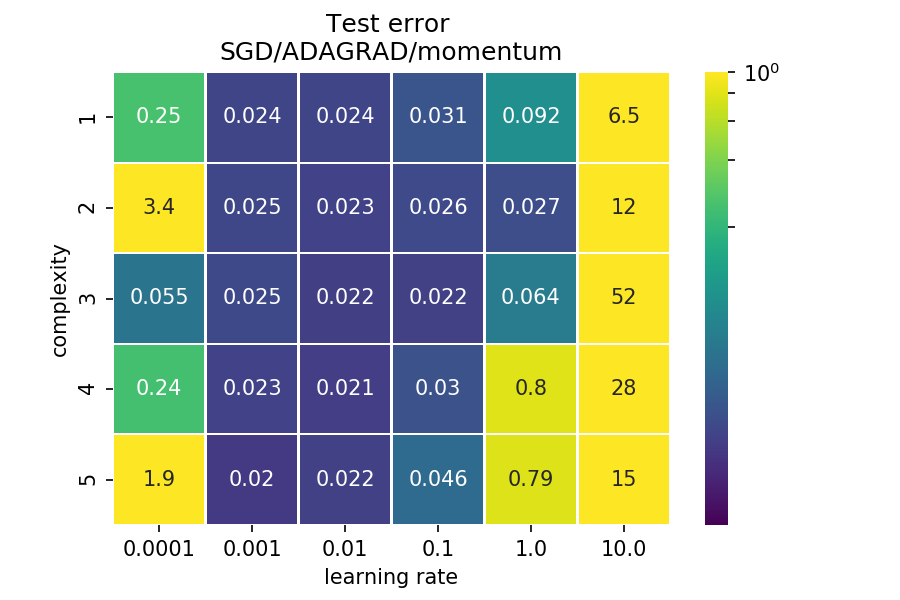 Test error
SGD/ADAGRAD/momentum
10⁰
1 0.25 0.024 0.024 0.031 0.092 6.5
2 3.4 0.025 0.023 0.026 0.027 12
3 0.055 0.025 0.022 0.022 0.064 52
4 0.24 0.023 0.021 0.03 0.8 28
5 1.9 0.02 0.022 0.046 0.79 15
complexity
0.0001 0.001 0.01 0.1 1.0 10.0
learning rate